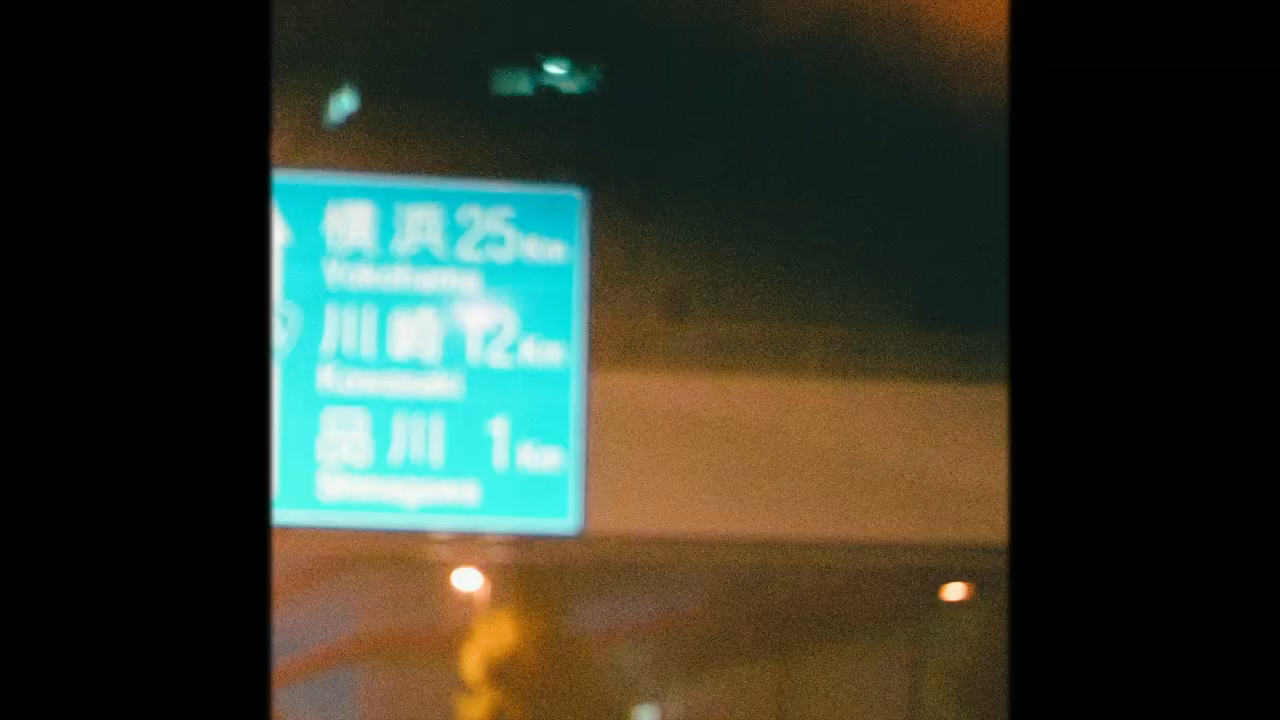 横浜 25Km
Yokohama
川崎 12Km
Kawasaki
品川 1Km
Shinagawa